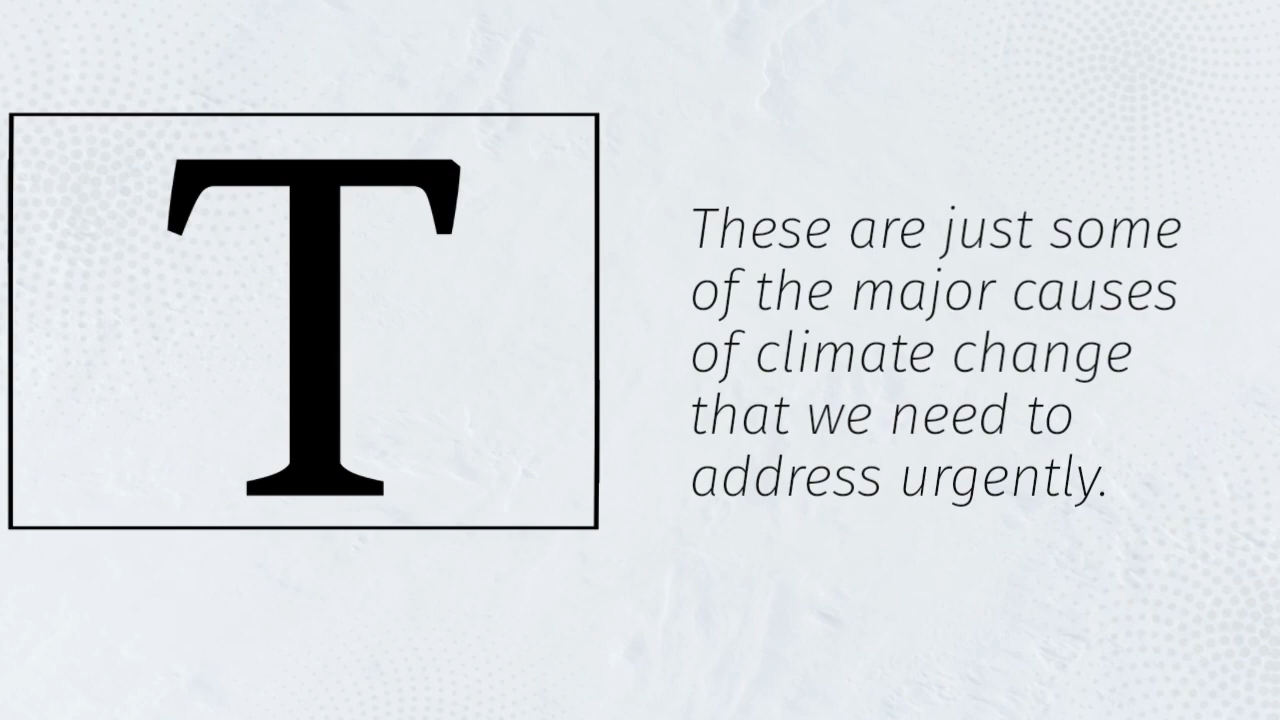 T
These are just some
of the major causes
of climate change
that we need to
address urgently.